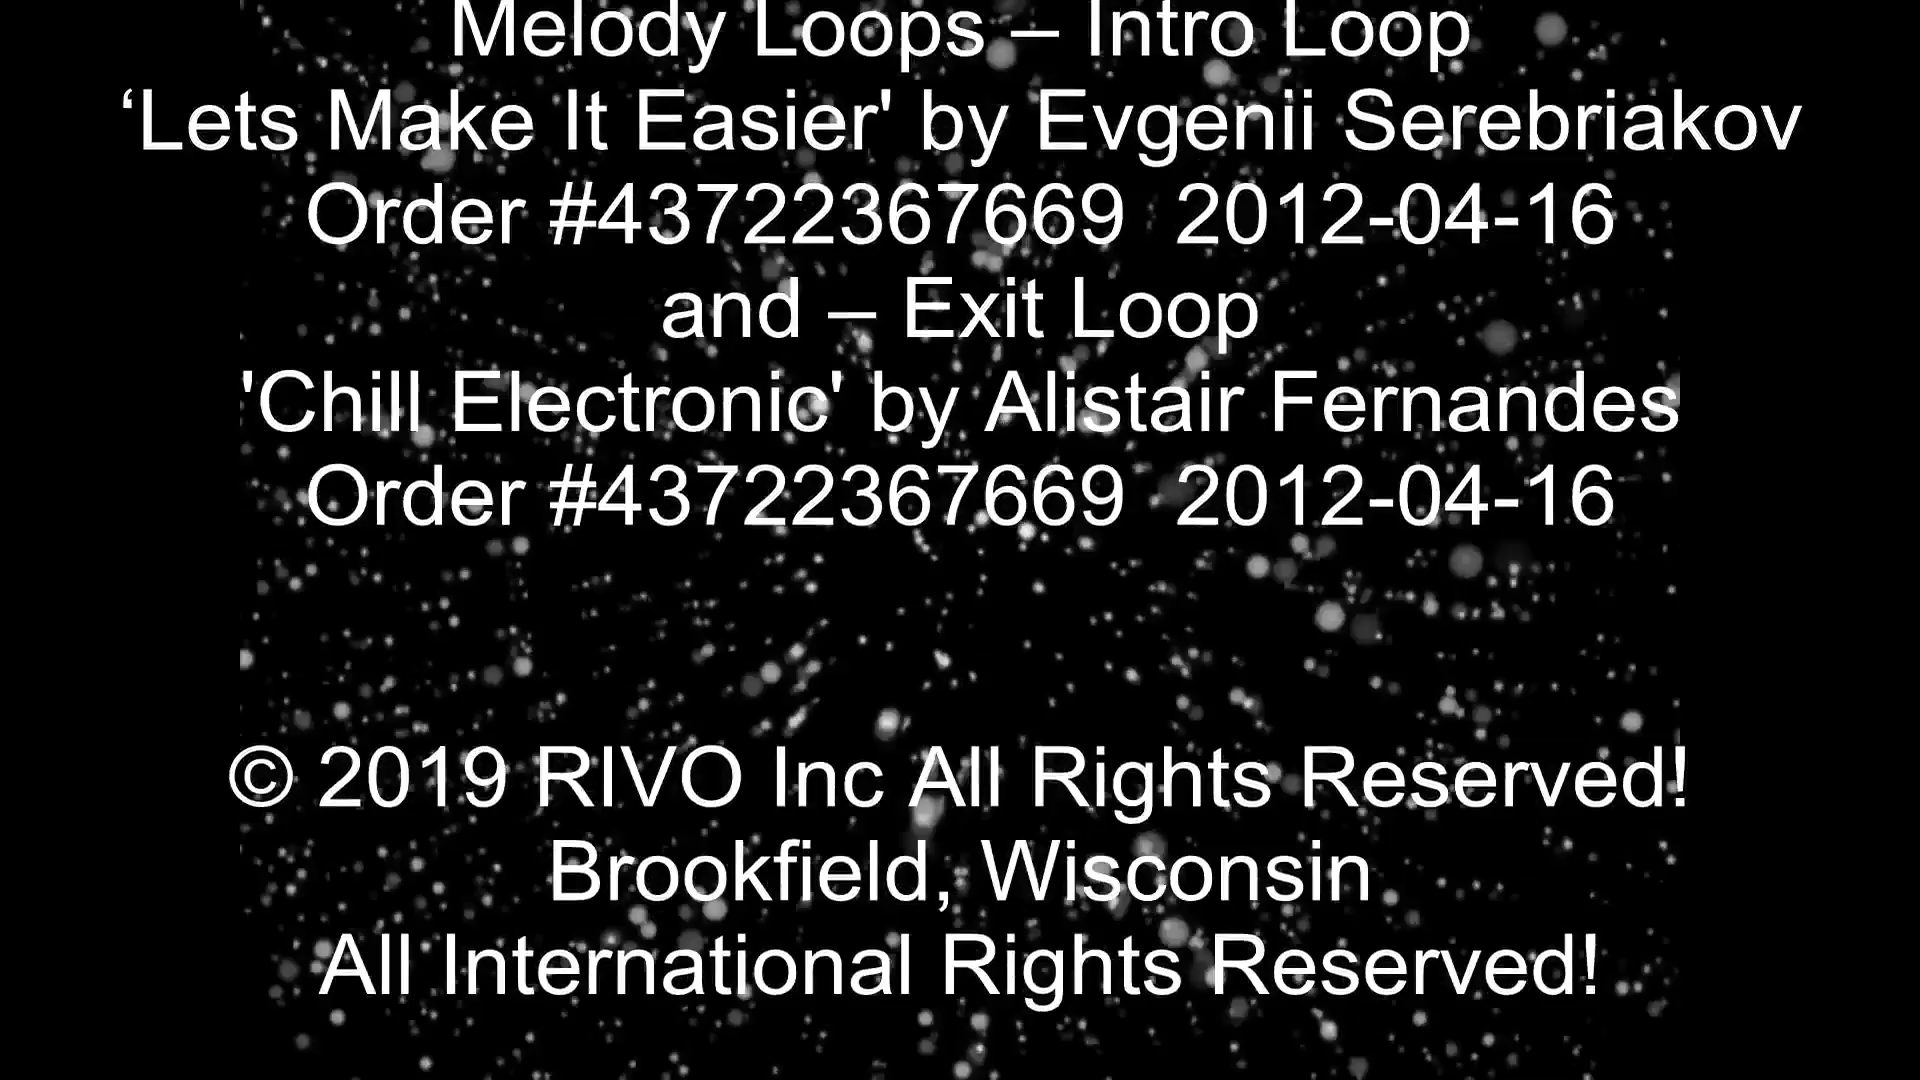 Melody Loops – Intro Loop
‘Lets Make It Easier' by Evgenii Serebriakov
Order #43722367669  2012-04-16
and – Exit Loop
'Chill Electronic' by Alistair Fernandes
Order #43722367669  2012-04-16
© 2019 RIVO Inc All Rights Reserved!
Brookfield, Wisconsin
All International Rights Reserved!